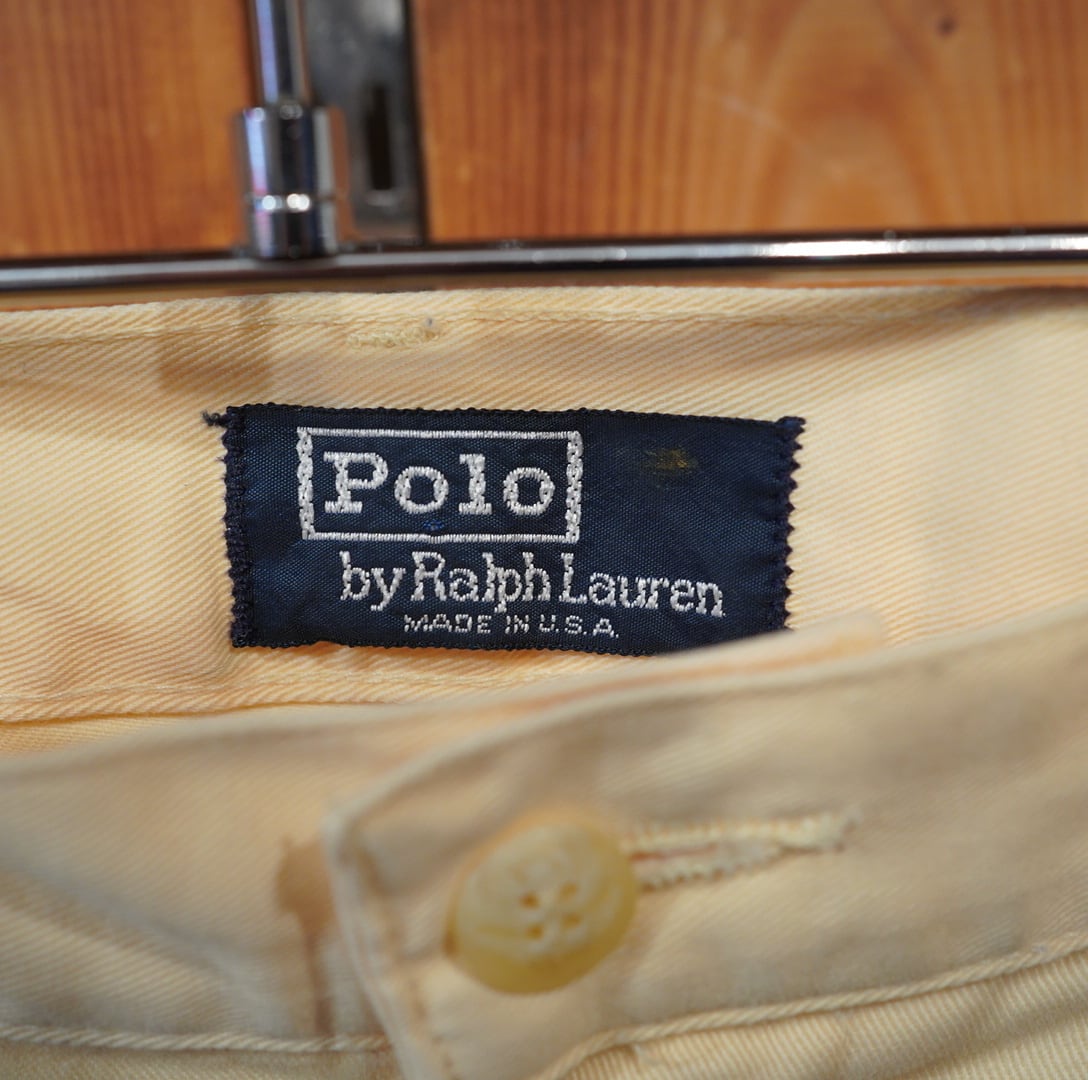 Polo
by Ralph Lauren
MADE IN U.S.A.